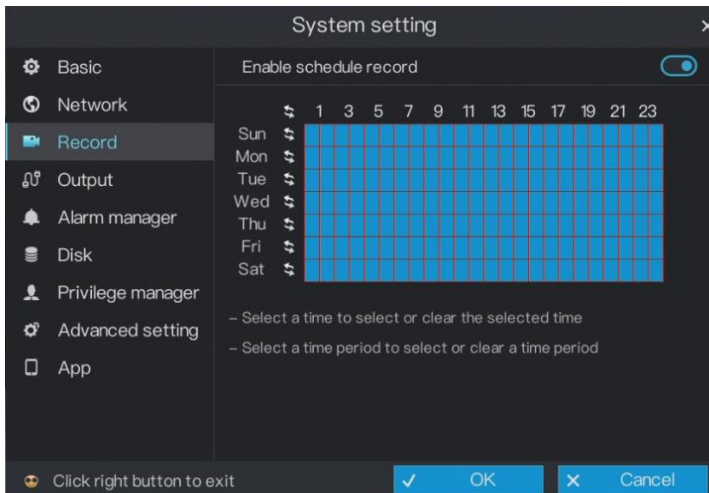 System setting
Basic
Network
Record
Output
Alarm manager
Disk
Privilege manager
Advanced setting
App
Enable schedule record
1 3 5 7 9 11 13 15 17 19 21 23
Sun
Mon
Tue
Wed
Thu
Fri
Sat
– Select a time to select or clear the selected time
– Select a time period to select or clear a time period
Click right button to exit
OK
Cancel